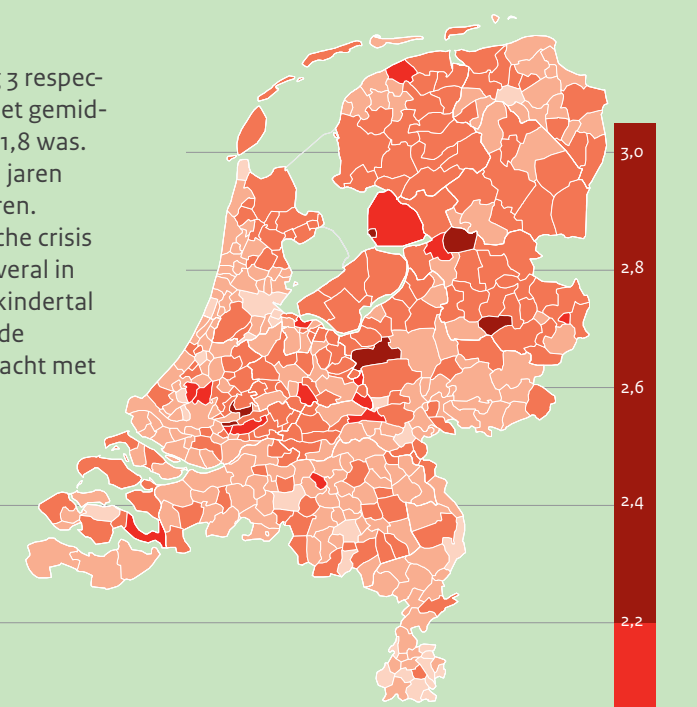 3 respec-
et gemid-
1,8 was.
jaren
ren.
che crisis
veral in
kindertal
de
acht met
3,0
2,8
2,6
2,4
2,2